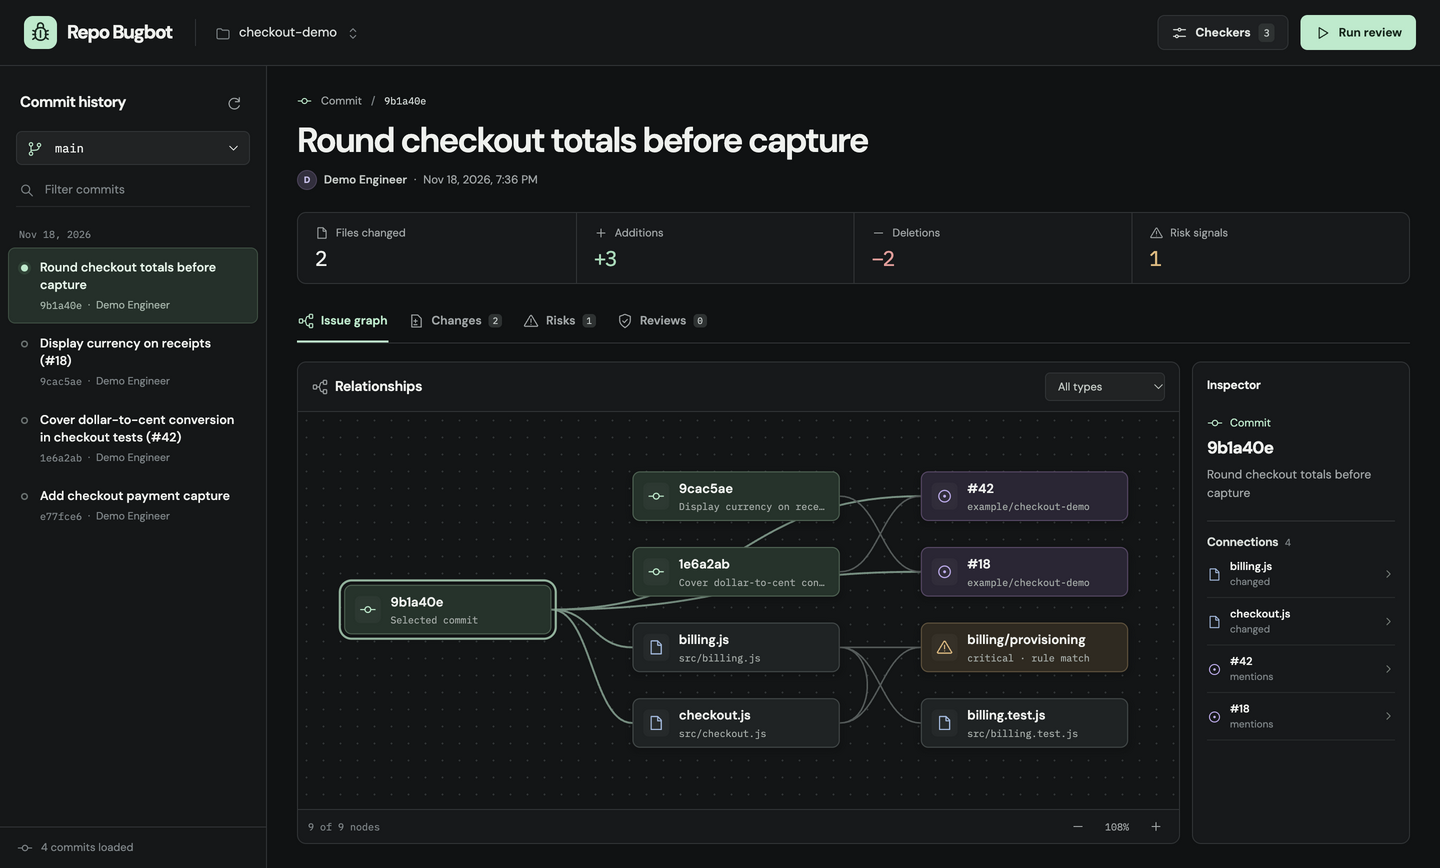 Repo Bugbot
checkout-demo
Checkers 3
Run review
Commit history
main
Filter commits
Nov 18, 2026
Round checkout totals before
capture
9b1a40e · Demo Engineer
Display currency on receipts
(#18)
9cac5ae · Demo Engineer
Cover dollar-to-cent conversion
in checkout tests (#42)
1e6a2ab · Demo Engineer
Add checkout payment capture
e77fce6 · Demo Engineer
4 commits loaded
Commit / 9b1a40e
Round checkout totals before capture
D Demo Engineer · Nov 18, 2026, 7:36 PM
Files changed
2
Additions
+3
Deletions
−2
Risk signals
1
Issue graph
Changes 2
Risks 1
Reviews 0
Relationships
All types
9b1a40e
Selected commit
9cac5ae
Display currency on rece…
1e6a2ab
Cover dollar-to-cent con…
billing.js
src/billing.js
checkout.js
src/checkout.js
#42
example/checkout-demo
#18
example/checkout-demo
billing/provisioning
critical · rule match
billing.test.js
src/billing.test.js
9 of 9 nodes
108%
Inspector
Commit
9b1a40e
Round checkout totals before
capture
Connections 4
billing.js
changed
checkout.js
changed
#42
mentions
#18
mentions